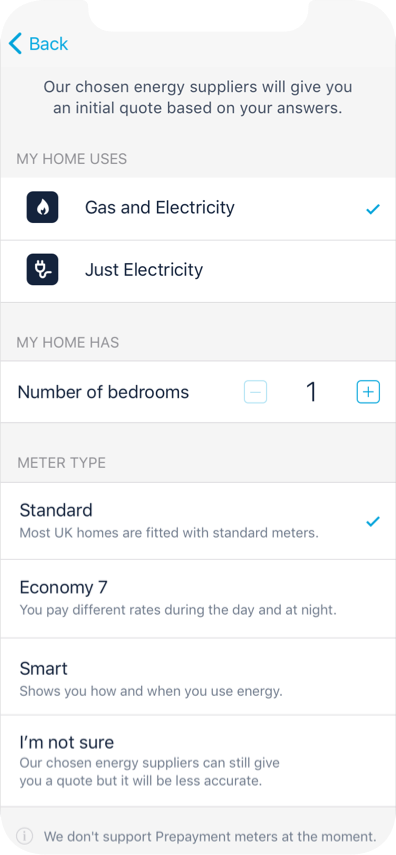 Back
Our chosen energy suppliers will give you
an initial quote based on your answers.
MY HOME USES
Gas and Electricity
Just Electricity
MY HOME HAS
Number of bedrooms
1
METER TYPE
Standard
Most UK homes are fitted with standard meters.
Economy 7
You pay different rates during the day and at night.
Smart
Shows you how and when you use energy.
I'm not sure
Our chosen energy suppliers can still give
you a quote but it will be less accurate.
We don't support Prepayment meters at the moment.